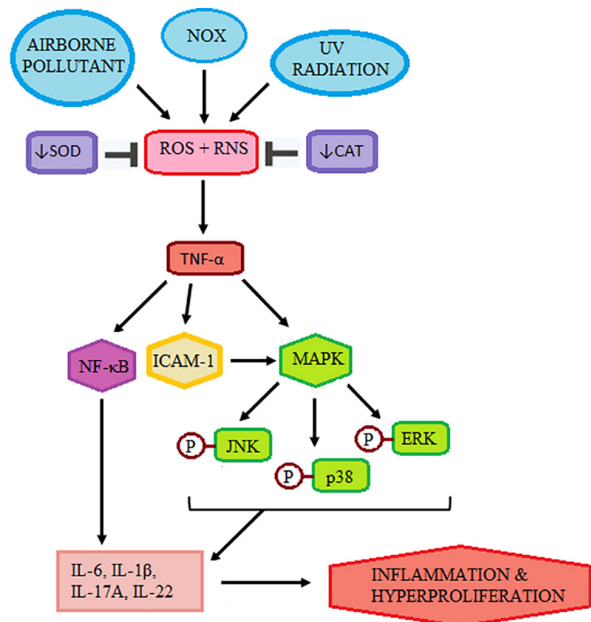 AIRBORNE
POLLUTANT
NOX
UV
RADIATION
↓SOD
ROS + RNS
↓CAT
TNF-α
NF-κB
ICAM-1
MAPK
P
JNK
P
p38
P
ERK
IL-6, IL-1β,
IL-17A, IL-22
INFLAMMATION &
HYPERPROLIFERATION